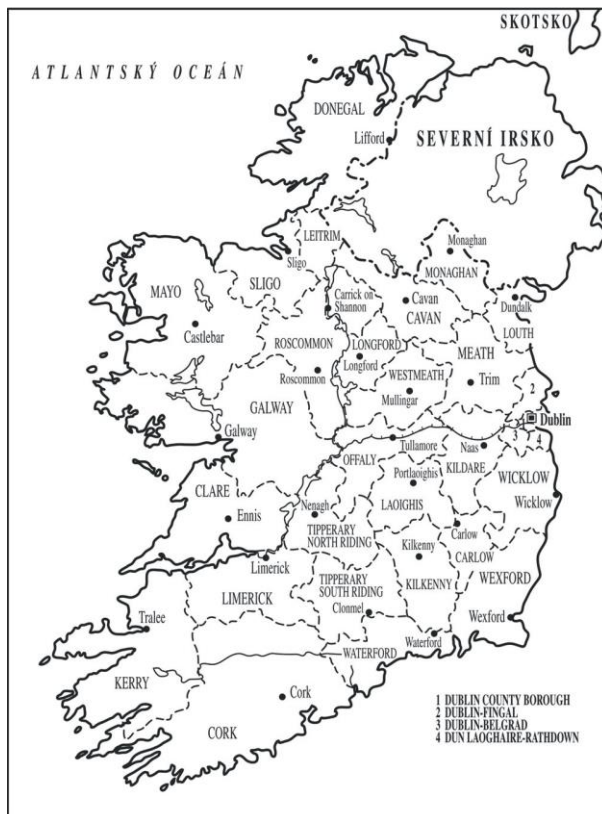 SKOTSKO
ATLANTSKÝ OCEÁN
DONEGAL
Lifford
SEVERNÍ IRSKO
LEITRIM
Sligo
Monaghan
MONAGHAN
SLIGO
MAYO
Carrick on
Shannon
Cavan
CAVAN
Dundalk
LOUTH
Castlebar
ROSCOMMON
LONGFORD
Longford
MEATH
Roscommon
WESTMEATH
Mullingar
Trim
2
GALWAY
Galway
1
Dublin
3
4
Tullamore
Naas
OFFALY
KILDARE
Portlaoighis
WICKLOW
Wicklow
CLARE
Ennis
Nenagh
LAOIGHIS
TIPPERARY
NORTH RIDING
Carlow
Kilkenny
CARLOW
Limerick
LIMERICK
TIPPERARY
SOUTH RIDING
Clonmel
KILKENNY
WEXFORD
Wexford
Tralee
Waterford
WATERFORD
KERRY
Cork
CORK
1 DUBLIN COUNTY BOROUGH
2 DUBLIN-FINGAL
3 DUBLIN-BELGRAD
4 DUN LAOGHAIRE-RATHDOWN